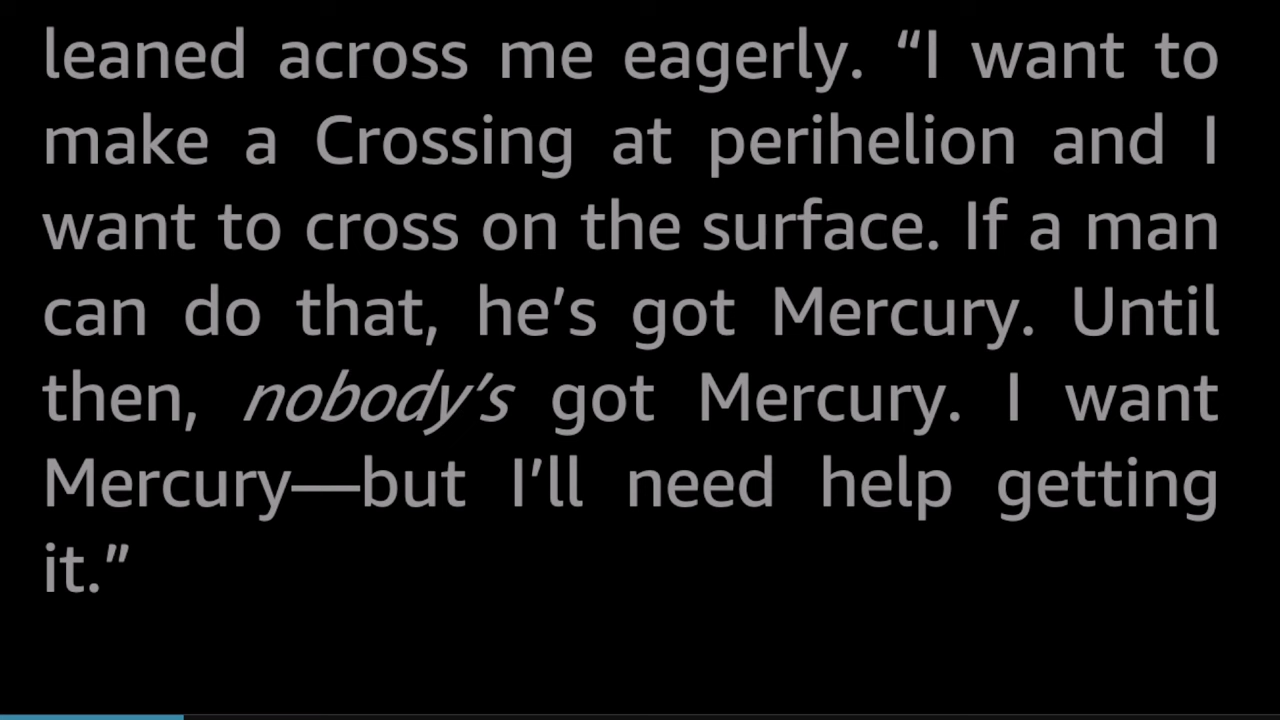 leaned across me eagerly. “I want to
make a Crossing at perihelion and I
want to cross on the surface. If a man
can do that, he’s got Mercury. Until
then, nobody’s got Mercury. I want
Mercury—but I’ll need help getting
it.”